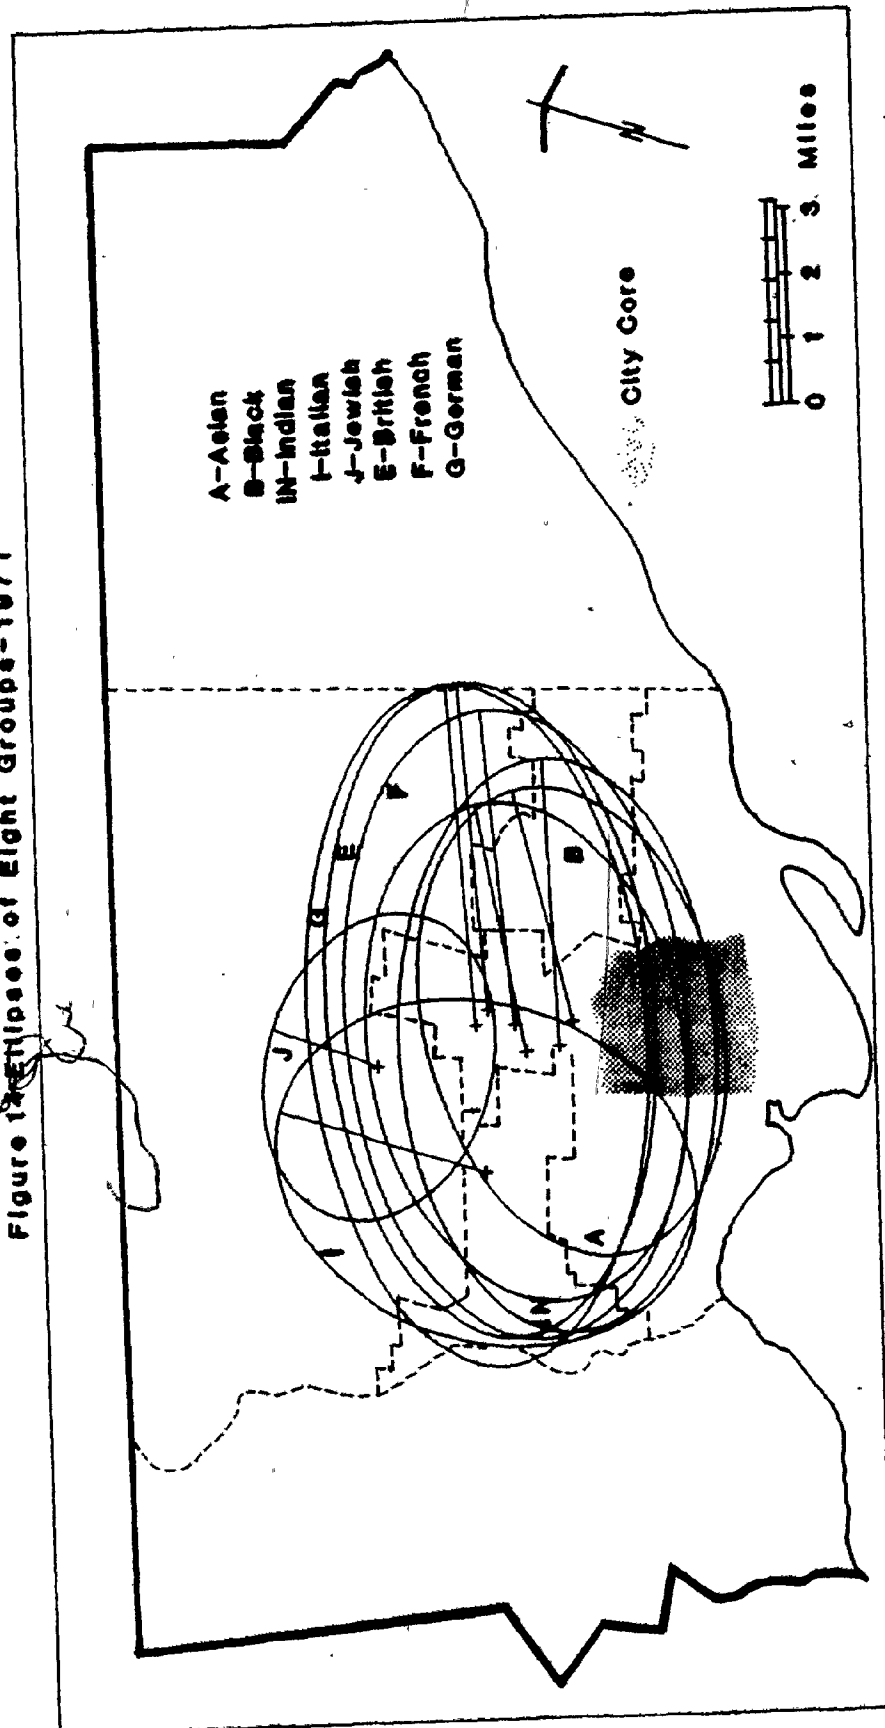 Figure 14 Ellipses of Eight Groups-1971
A-Asian
B-Black
IN-Indian
I-Italian
J-Jewish
E-British
F-French
G-German
City Core
N
0 1 2 3 Miles
G
E
F
B
J
I
A
IN